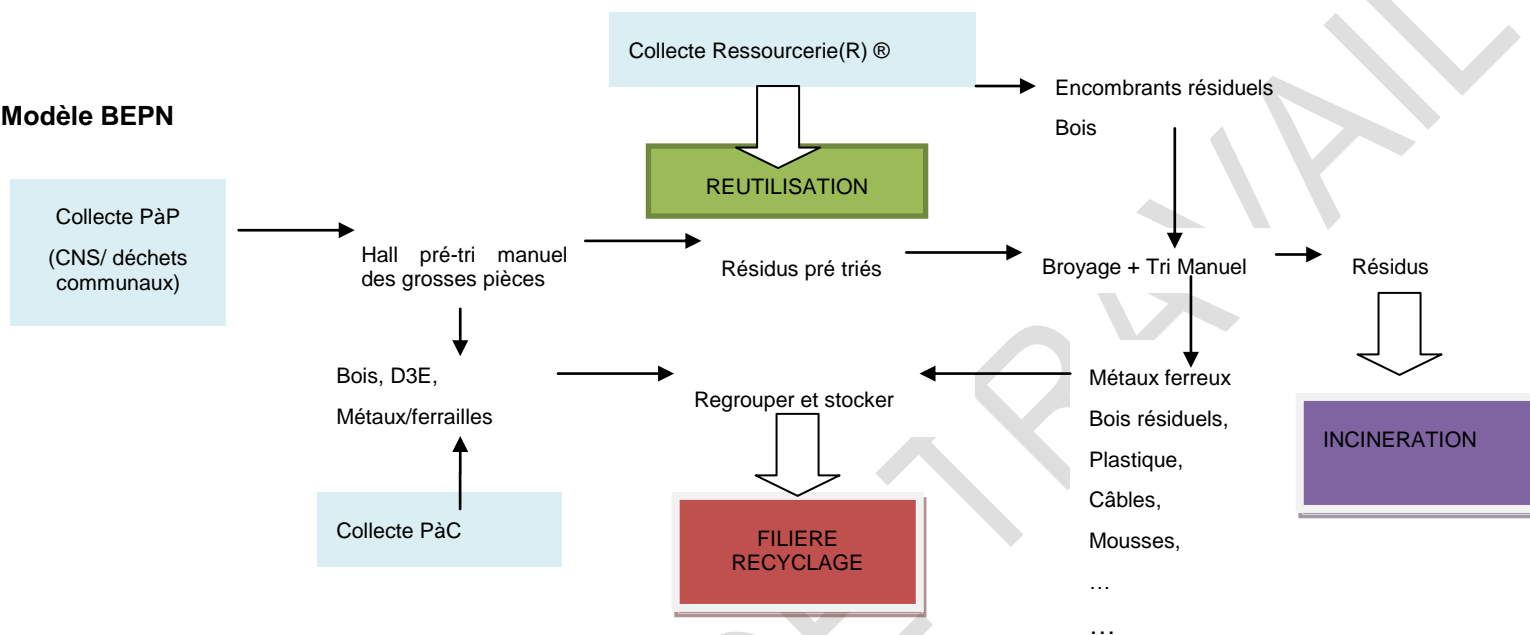 Collecte Ressourcerie(R) ®
Encombrants résiduels
Bois
Modèle BEPN
REUTILISATION
Collecte PàP
(CNS/ déchets
communaux)
Hall pré-tri manuel
des grosses pièces
Résidus pré triés
Broyage + Tri Manuel
Résidus
Bois, D3E,
Métaux/ferrailles
Regrouper et stocker
Métaux ferreux
Bois résiduels,
Plastique,
Câbles,
Mousses,
…
…
INCINERATION
Collecte PàC
FILIERE
RECYCLAGE
TRAVAIL